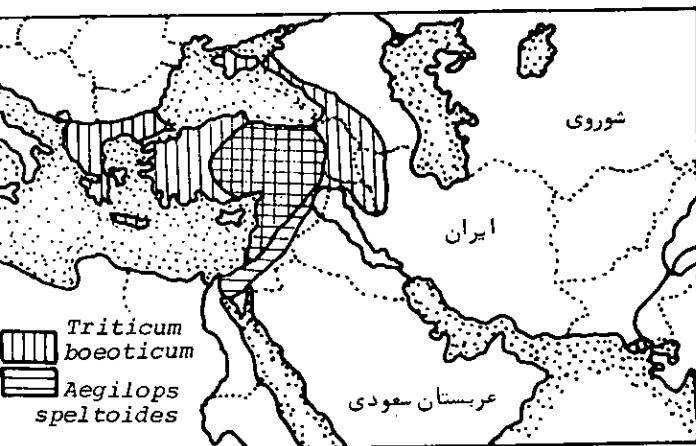 شوروی
ایران
عربستان سعودی
Triticum
boeoticum
Aegilops
speltoides